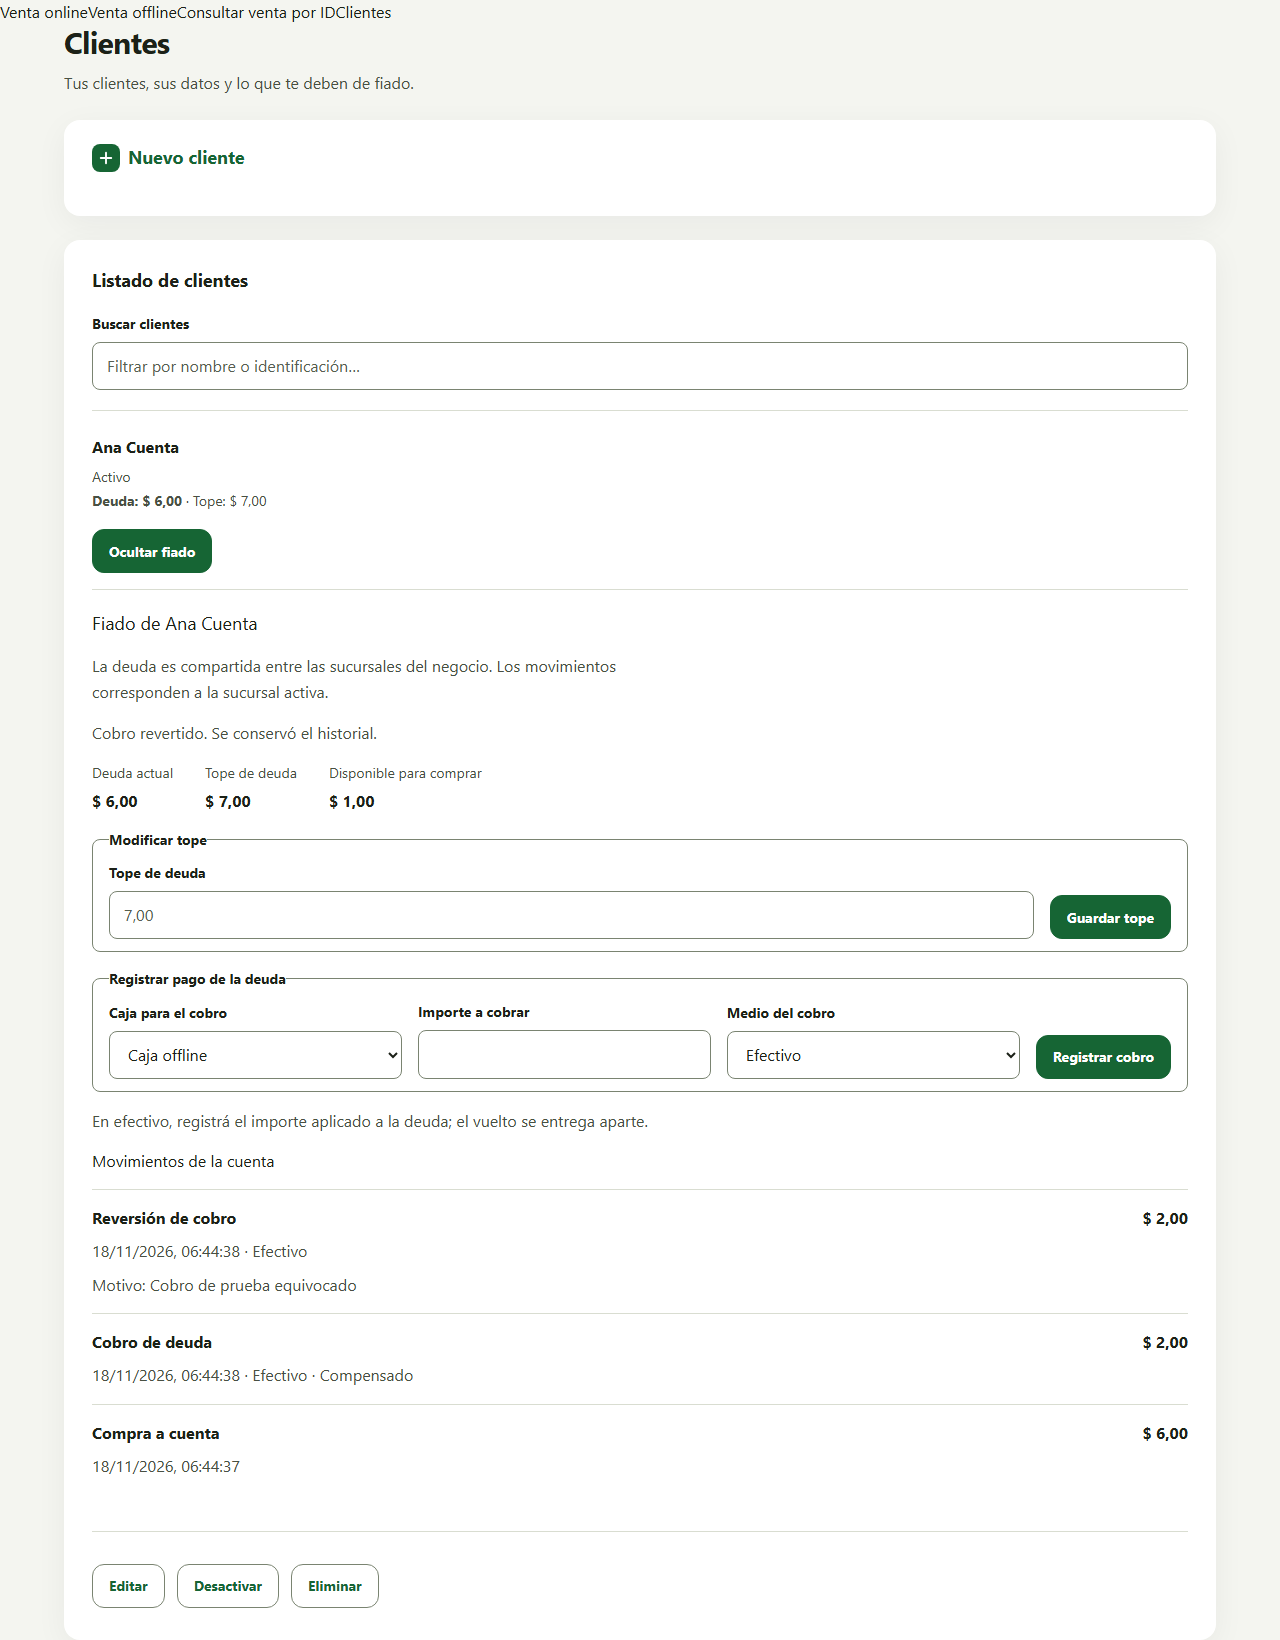 Venta onlineVenta offlineConsultar venta por IDClientes
Clientes
Tus clientes, sus datos y lo que te deben de fiado.
Nuevo cliente
Listado de clientes
Buscar clientes
Filtrar por nombre o identificación...
Ana Cuenta
Activo
Deuda: $ 6,00 · Tope: $ 7,00
Ocultar fiado
Fiado de Ana Cuenta
La deuda es compartida entre las sucursales del negocio. Los movimientos
corresponden a la sucursal activa.
Cobro revertido. Se conservó el historial.
Deuda actual Tope de deuda Disponible para comprar
$ 6,00 $ 7,00 $ 1,00
Modificar tope
Tope de deuda
7,00 Guardar tope
Registrar pago de la deuda
Caja para el cobro Importe a cobrar Medio del cobro
Caja offline Efectivo Registrar cobro
En efectivo, registrá el importe aplicado a la deuda; el vuelto se entrega aparte.
Movimientos de la cuenta
Reversión de cobro $ 2,00
18/11/2026, 06:44:38 · Efectivo
Motivo: Cobro de prueba equivocado
Cobro de deuda $ 2,00
18/11/2026, 06:44:38 · Efectivo · Compensado
Compra a cuenta $ 6,00
18/11/2026, 06:44:37
Editar Desactivar Eliminar